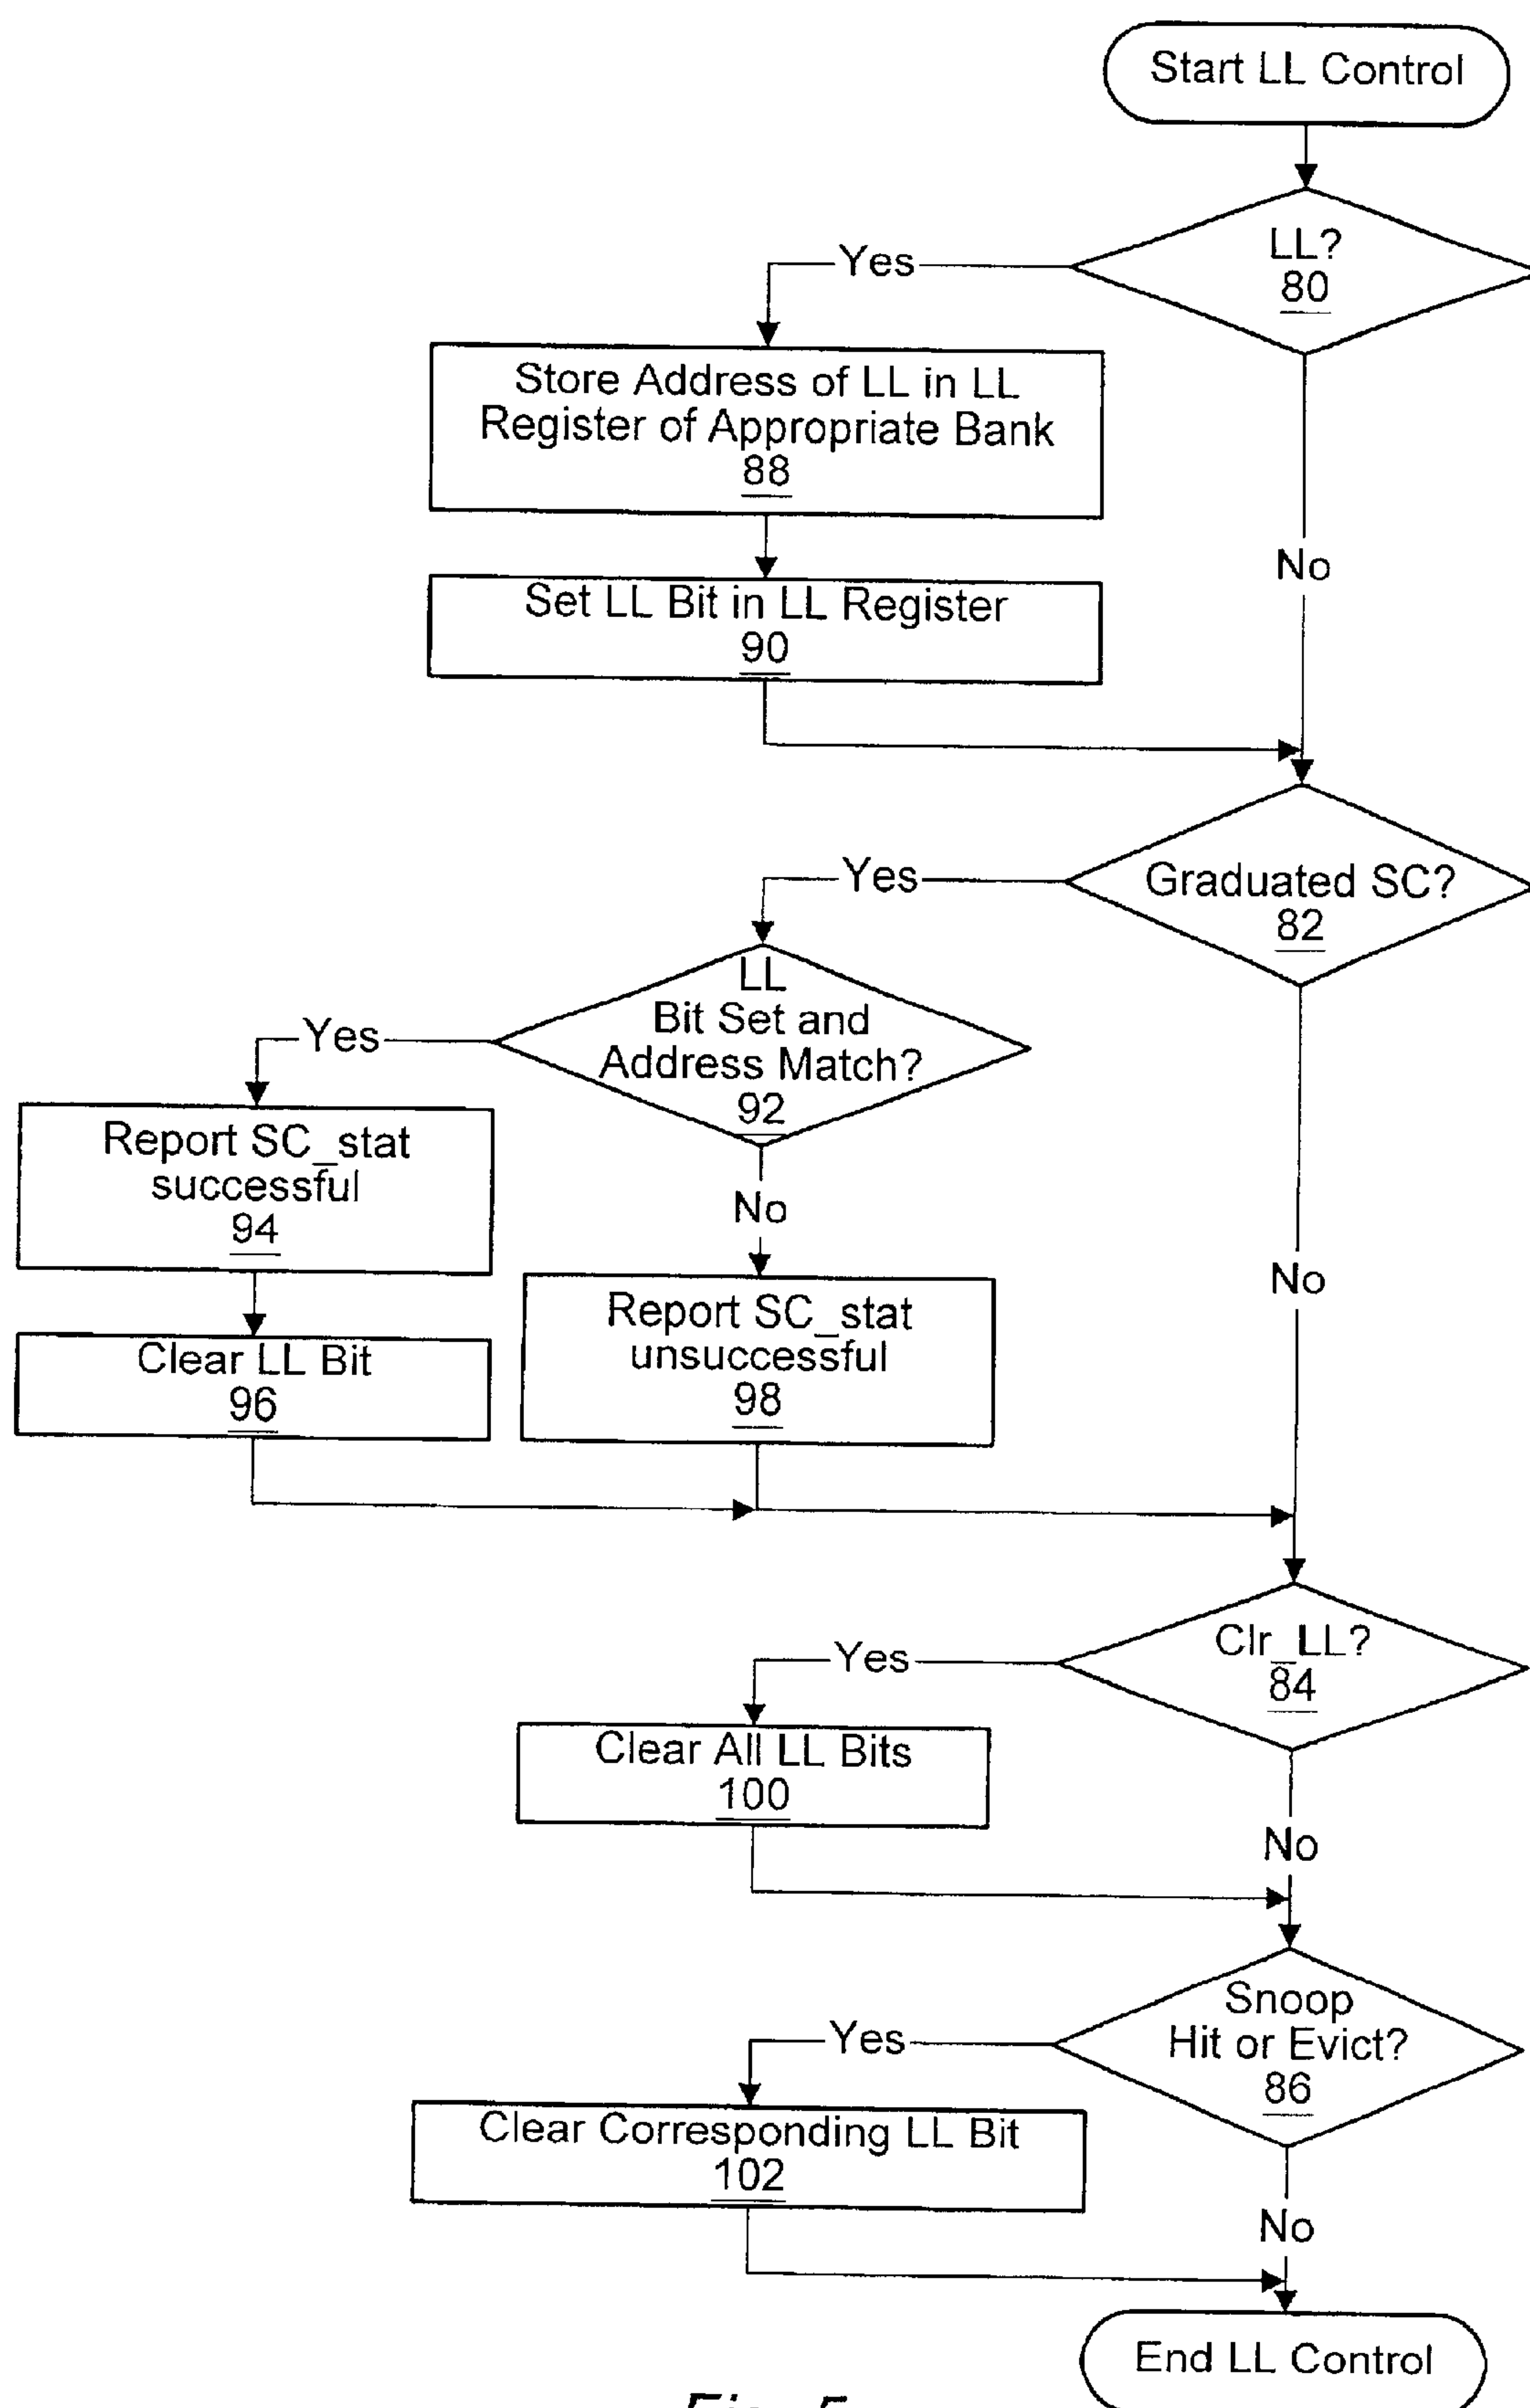 Start LL Control
LL?
80
Yes
No
Store Address of LL in LL
Register of Appropriate Bank
88
Set LL Bit in LL Register
90
Graduated SC?
82
Yes
No
LL
Bit Set and
Address Match?
92
Yes
No
Report SC_stat
successful
94
Clear LL Bit
96
Report SC_stat
unsuccessful
98
Clr_LL?
84
Yes
No
Clear All LL Bits
100
Snoop
Hit or Evict?
86
Yes
No
Clear Corresponding LL Bit
102
End LL Control